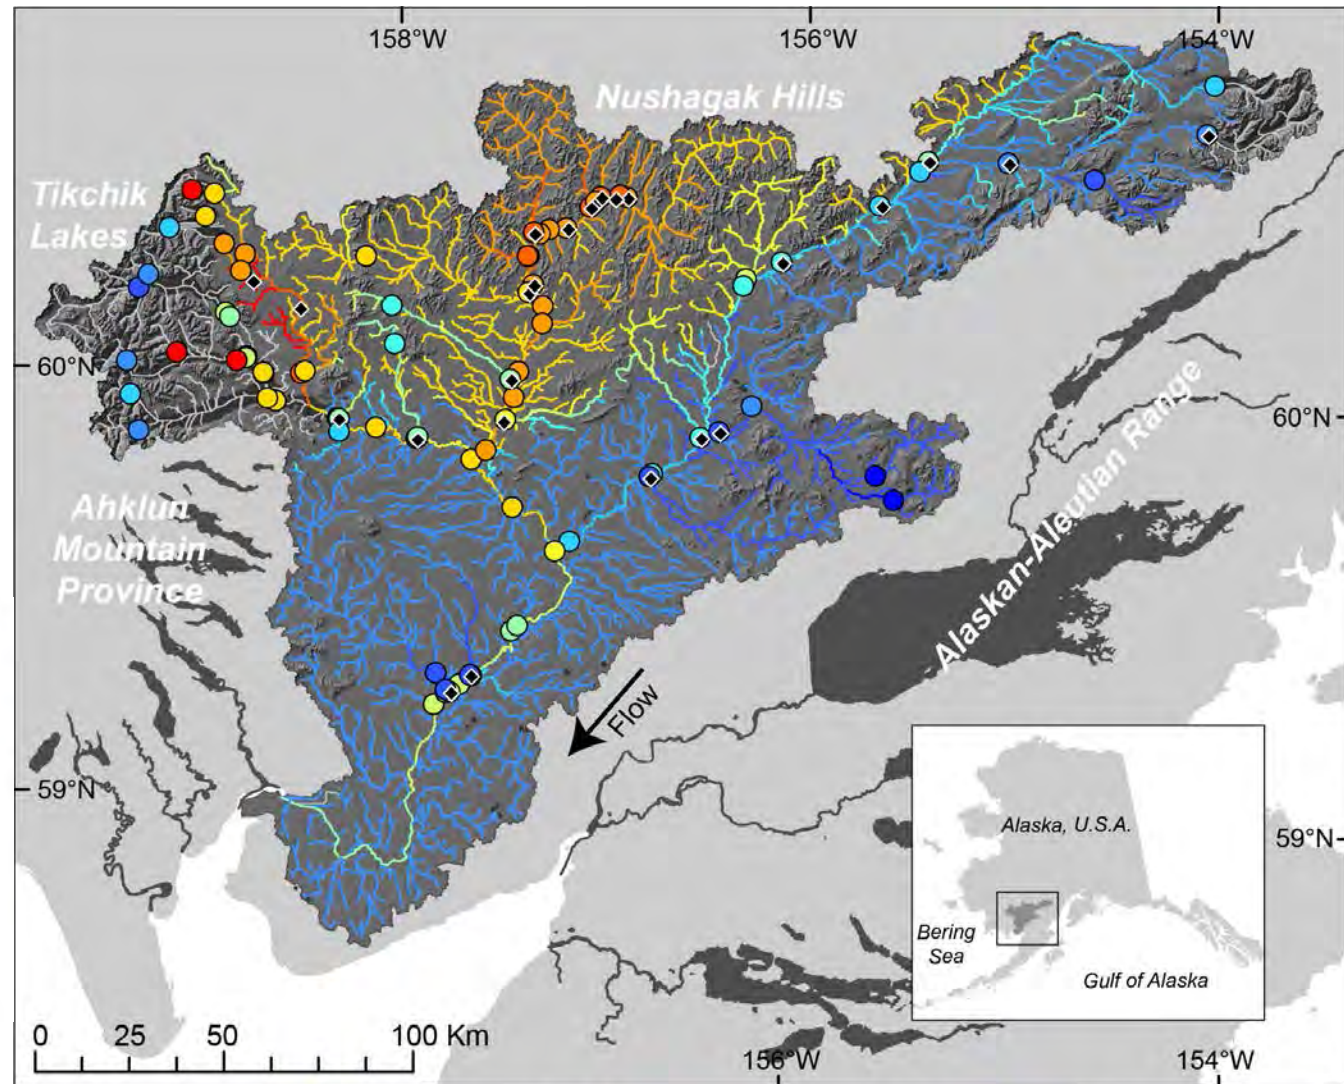 158°W
156°W
154°W
Nushagak Hills
Tikchik
Lakes
60°N
60°N
Ahklun
Mountain
Province
Alaskan-Aleutian Range
Flow
59°N
59°N
Alaska, U.S.A.
Bering
Sea
Gulf of Alaska
0 25 50 100 Km
156°W
154°W